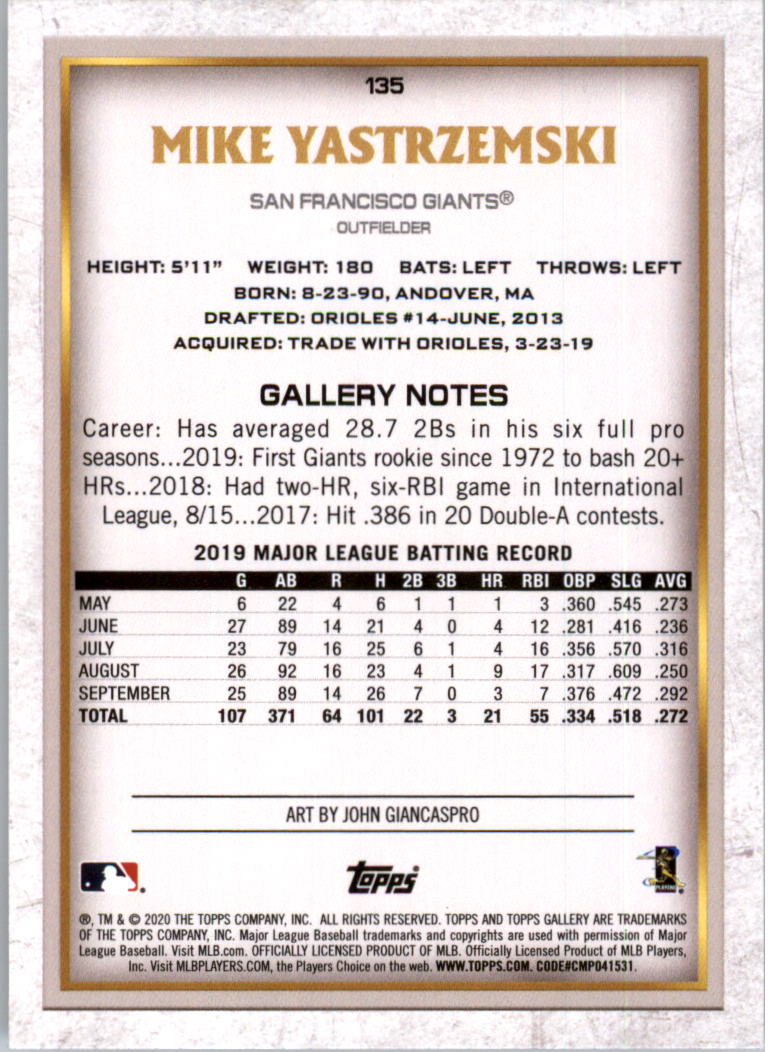 135
MIKE YASTRZEMSKI
SAN FRANCISCO GIANTS®
OUTFIELDER
HEIGHT: 5'11" WEIGHT: 180 BATS: LEFT THROWS: LEFT
BORN: 8-23-90, ANDOVER, MA
DRAFTED: ORIOLES #14-JUNE, 2013
ACQUIRED: TRADE WITH ORIOLES, 3-23-19
GALLERY NOTES
Career: Has averaged 28.7 2Bs in his six full pro
seasons...2019: First Giants rookie since 1972 to bash 20+
HRs...2018: Had two-HR, six-RBI game in International
League, 8/15...2017: Hit .386 in 20 Double-A contests.
2019 MAJOR LEAGUE BATTING RECORD
G AB R H 2B 3B HR RBI OBP SLG AVG
MAY 6 22 4 6 1 1 1 3 .360 .545 .273
JUNE 27 89 14 21 4 0 4 12 .281 .416 .236
JULY 23 79 16 25 6 1 4 16 .356 .570 .316
AUGUST 26 92 16 23 4 1 9 17 .317 .609 .250
SEPTEMBER 25 89 14 26 7 0 3 7 .376 .472 .292
TOTAL 107 371 64 101 22 3 21 55 .334 .518 .272
ART BY JOHN GIANCASPRO
topps
PLAYERS
®, TM & © 2020 THE TOPPS COMPANY, INC. ALL RIGHTS RESERVED. TOPPS AND TOPPS GALLERY ARE TRADEMARKS
OF THE TOPPS COMPANY, INC. Major League Baseball trademarks and copyrights are used with permission of Major
League Baseball. Visit MLB.com. OFFICIALLY LICENSED PRODUCT OF MLB. Officially Licensed Product of MLB Players,
Inc. Visit MLBPLAYERS.COM, the Players Choice on the web. WWW.TOPPS.COM. CODE#CMP041531.